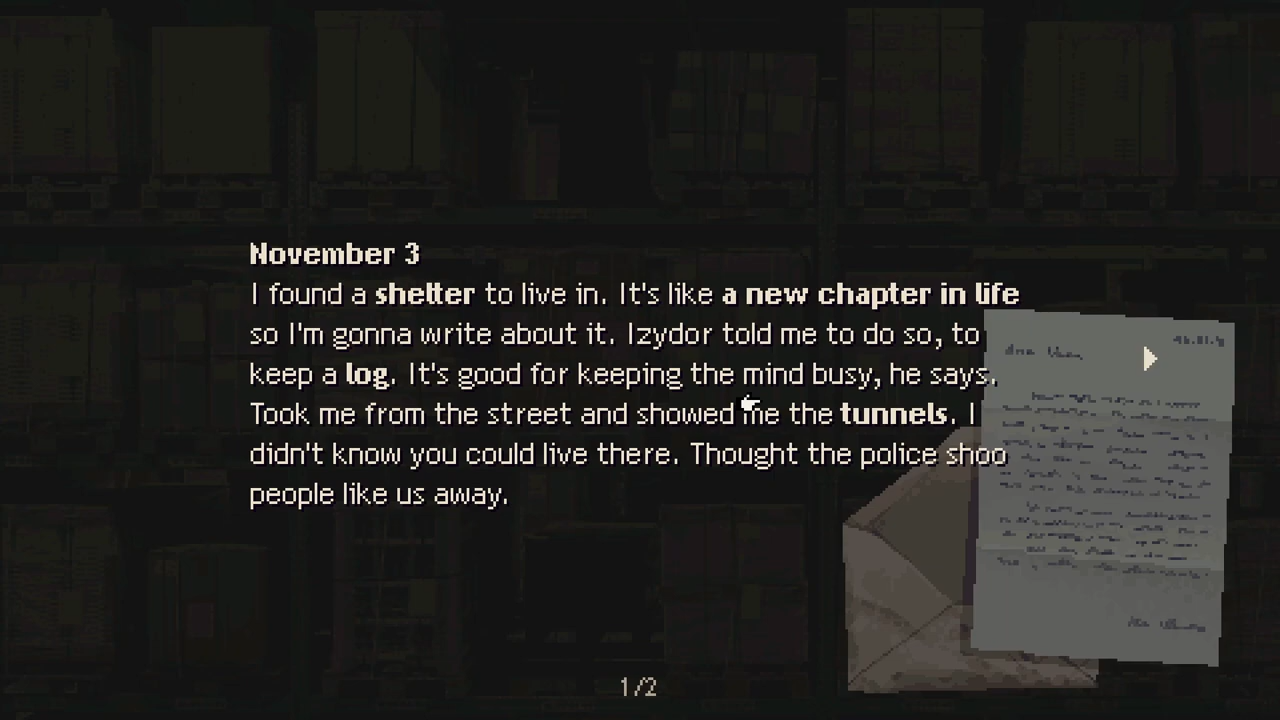 November 3
I found a shelter to live in. It's like a new chapter in life
so I'm gonna write about it. Izydor told me to do so, to
keep a log. It's good for keeping the mind busy, he says.
Took me from the street and showed me the tunnels. I
didn't know you could live there. Thought the police shoo
people like us away.
1/2